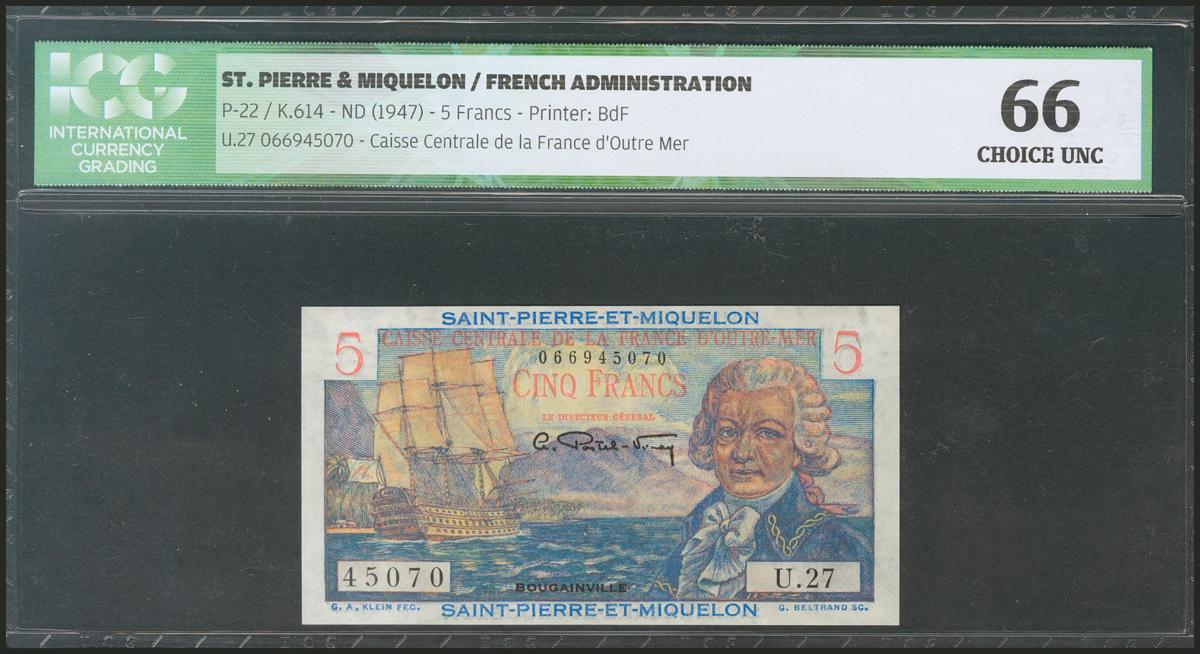 ICG
INTERNATIONAL
CURRENCY
GRADING
ST. PIERRE & MIQUELON / FRENCH ADMINISTRATION
P-22 / K.614 - ND (1947) - 5 Francs - Printer: BdF
U.27 066945070 - Caisse Centrale de la France d'Outre Mer
66
CHOICE UNC
SAINT-PIERRE-ET-MIQUELON
5 CAISSE CENTRALE DE LA FRANCE D'OUTRE-MER 5
066945070
CINQ FRANCS
LE DIRECTEUR GÉNÉRAL
45070
BOUGAINVILLE
U.27
G. A. KLEIN FEC.
SAINT-PIERRE-ET-MIQUELON
G. BELTRAND SC.